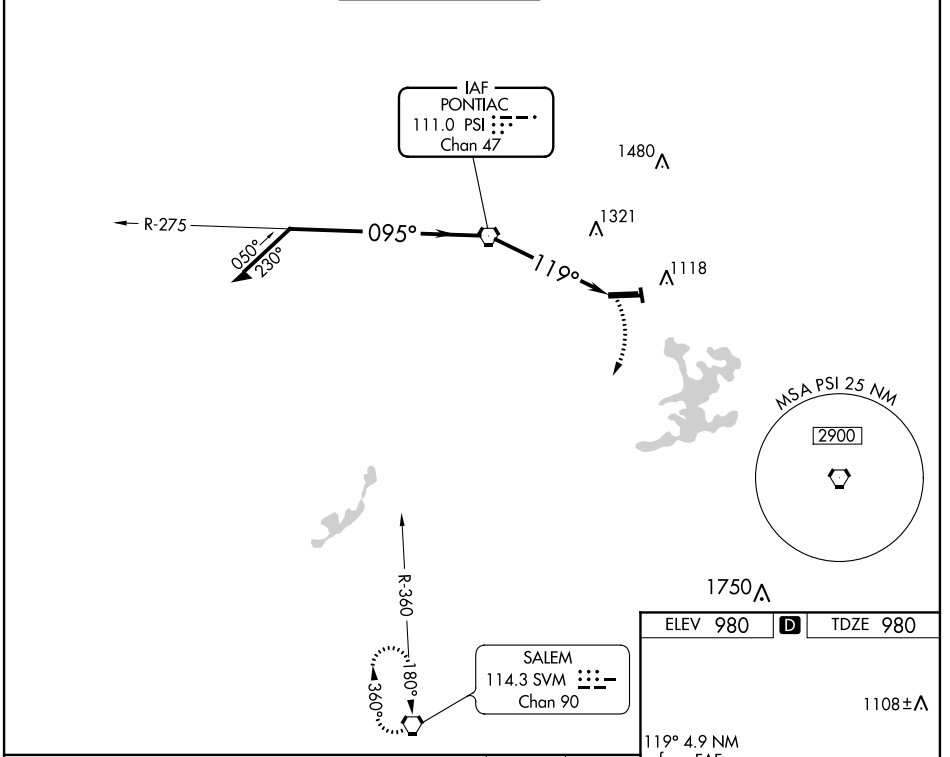 IAF
PONTIAC
111.0 PSI
Chan 47
1480
1321
1118
R-275
095°
050°
230°
119°
MSA PSI 25 NM
2900
R-360
180°
360°
1750
SALEM
114.3 SVM
Chan 90
ELEV 980 D TDZE 980
1108±
119° 4.9 NM
from FAF